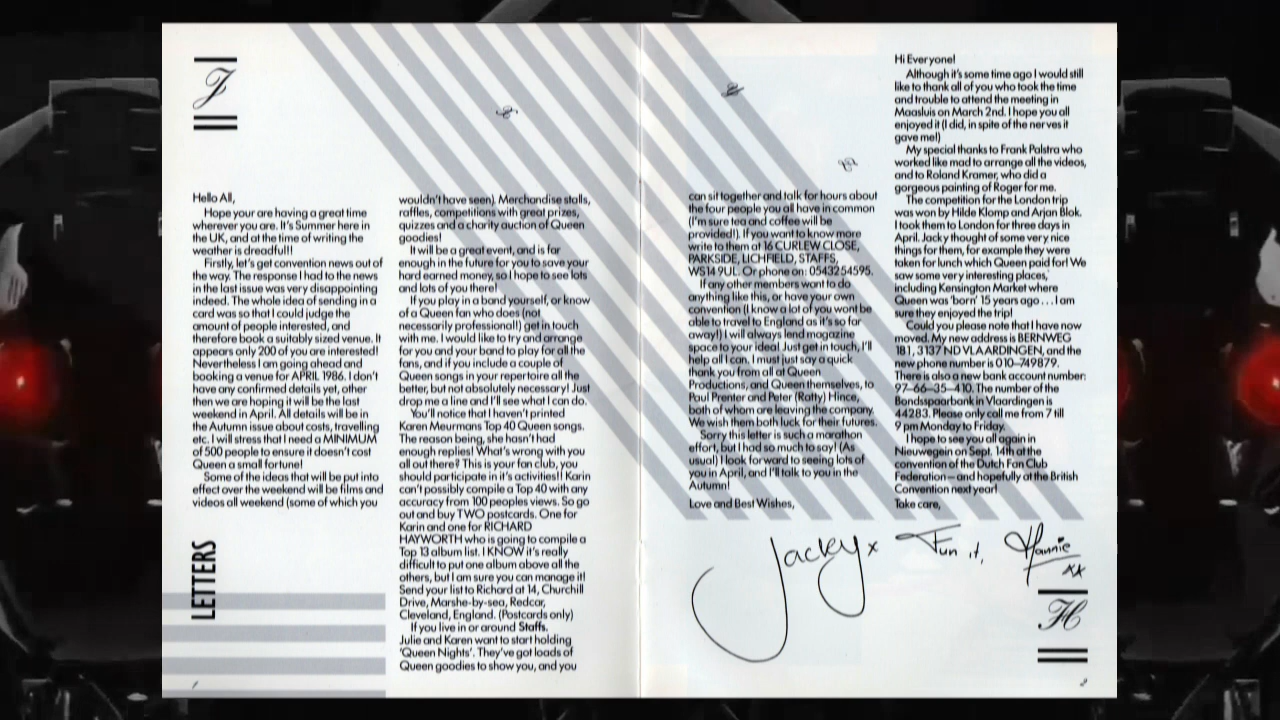 J
Hello All,
Hope your are having a great time
wherever you are. It's Summer here in
the UK, and at the time of writing the
weather is dreadful!!
Firstly, let's get convention news out of
the way. The response I had to the news
in the last issue was very disappointing
indeed. The whole idea of sending in a
card was so that I could judge the
amount of people interested, and
therefore book a suitably sized venue. It
appears only 200 of you are interested!
Nevertheless I am going ahead and
booking a venue for APRIL 1986. I don't
have any confirmed details yet, other
then we are hoping it will be the last
weekend in April. All details will be in
the Autumn issue about costs, travelling
etc. I will stress that I need a MINIMUM
of 500 people to ensure it doesn't cost
Queen a small fortune!
Some of the ideas that will be put into
effect over the weekend will be films and
videos all weekend (some of which you
LETTERS
wouldn't have seen). Merchandise stalls,
raffles, competitions with great prizes,
quizzes and a charity auction of Queen
goodies!
It will be a great event, and is far
enough in the future for you to save your
hard earned money, so I hope to see lots
and lots of you there!
If you play in a band yourself, or know
of a Queen fan who does (not
necessarily professional!) get in touch
with me. I would like to try and arrange
for you and your band to play for all the
fans, and if you include a couple of
Queen songs in your repertoire all the
better, but not absolutely necessary! Just
drop me a line and I'll see what I can do.
You'll notice that I haven't printed
Karen Meurmans Top 40 Queen songs.
The reason being, she hasn't had
enough replies! What's wrong with you
all out there? This is your fan club, you
should participate in it's activities!! Karin
can't possibly compile a Top 40 with any
accuracy from 100 peoples views. So go
out and buy TWO postcards. One for
Karin and one for RICHARD
HAYWORTH who is going to compile a
Top 13 album list. I KNOW it's really
difficult to put one album above all the
others, but I am sure you can manage it!
Send your list to Richard at 14, Churchill
Drive, Marshe-by-sea, Redcar,
Cleveland, England. (Postcards only)
If you live in or around Staffs.
Julie and Karen want to start holding
'Queen Nights'. They've got loads of
Queen goodies to show you, and you
can sit together and talk for hours about
the four people you all have in common
(I'm sure tea and coffee will be
provided!). If you want to know more
write to them at 16 CURLEW CLOSE,
PARKSIDE, LICHFIELD, STAFFS,
WS14 9UL. Or phone on: 0543254595.
If any other members want to do
anything like this, or have your own
convention (I know a lot of you wont be
able to travel to England as it's so far
away!) I will always lend magazine
space to your idea! Just get in touch, I'll
help all I can. I must just say a quick
thank you from all at Queen
Productions, and Queen themselves, to
Paul Prenter and Peter (Ratty) Hince,
both of whom are leaving the company.
We wish them both luck for their futures.
Sorry this letter is such a marathon
effort, but I had so much to say! (As
usual) I look forward to seeing lots of
you in April, and I'll talk to you in the
Autumn!
Love and Best Wishes,
Jacky x
Hi Everyone!
Although it's some time ago I would still
like to thank all of you who took the time
and trouble to attend the meeting in
Maasluis on March 2nd. I hope you all
enjoyed it (I did, in spite of the nerves it
gave me!)
My special thanks to Frank Palstra who
worked like mad to arrange all the videos,
and to Roland Kramer, who did a
gorgeous painting of Roger for me.
The competition for the London trip
was won by Hilde Klomp and Arjan Blok.
I took them to London for three days in
April. Jacky thought of some very nice
things for them, for example they were
taken for lunch which Queen paid for! We
saw some very interesting places,
including Kensington Market where
Queen was 'born' 15 years ago . . . I am
sure they enjoyed the trip!
Could you please note that I have now
moved. My new address is BERNWEG
181, 3137 ND VLAARDINGEN, and the
new phone number is 010–749879.
There is also a new bank account number:
97–66–35–410. The number of the
Bondsspaarbank in Vlaardingen is
44283. Please only call me from 7 till
9 pm Monday to Friday.
I hope to see you all again in
Nieuwegein on Sept. 14th at the
convention of the Dutch Fan Club
Federation — and hopefully at the British
Convention next year!
Take care,
Fun it, Hannie
xx
H